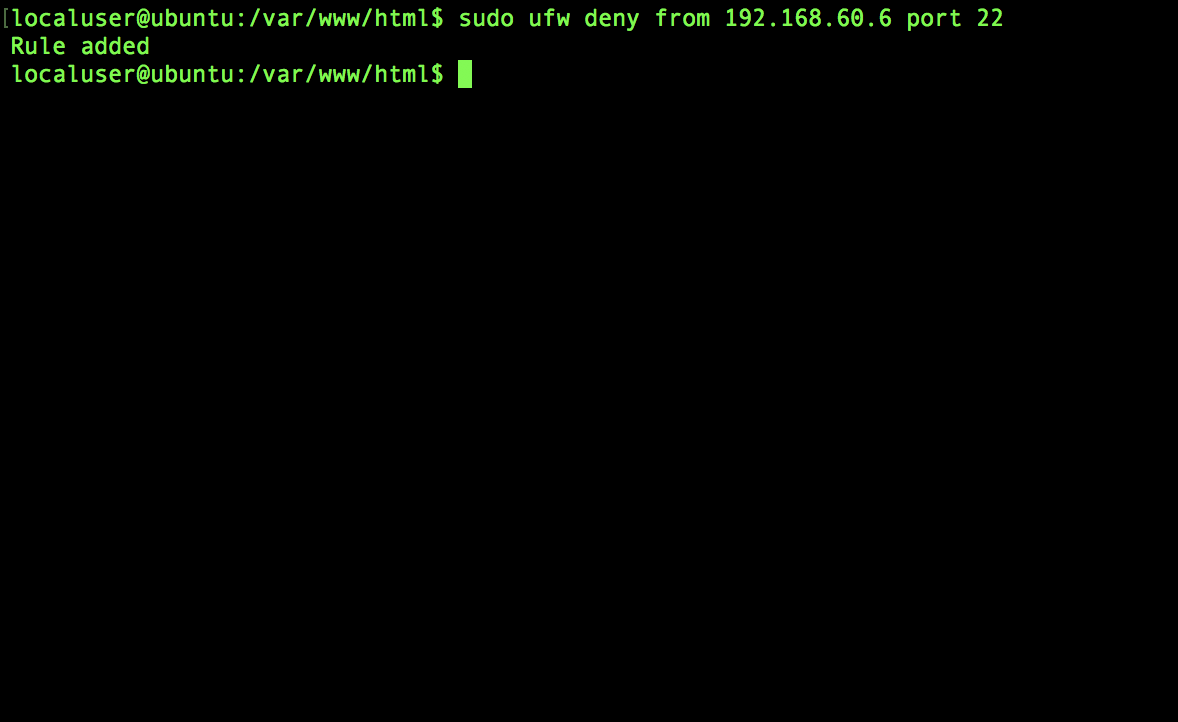 [localuser@ubuntu:/var/www/html$ sudo ufw deny from 192.168.60.6 port 22
Rule added
localuser@ubuntu:/var/www/html$